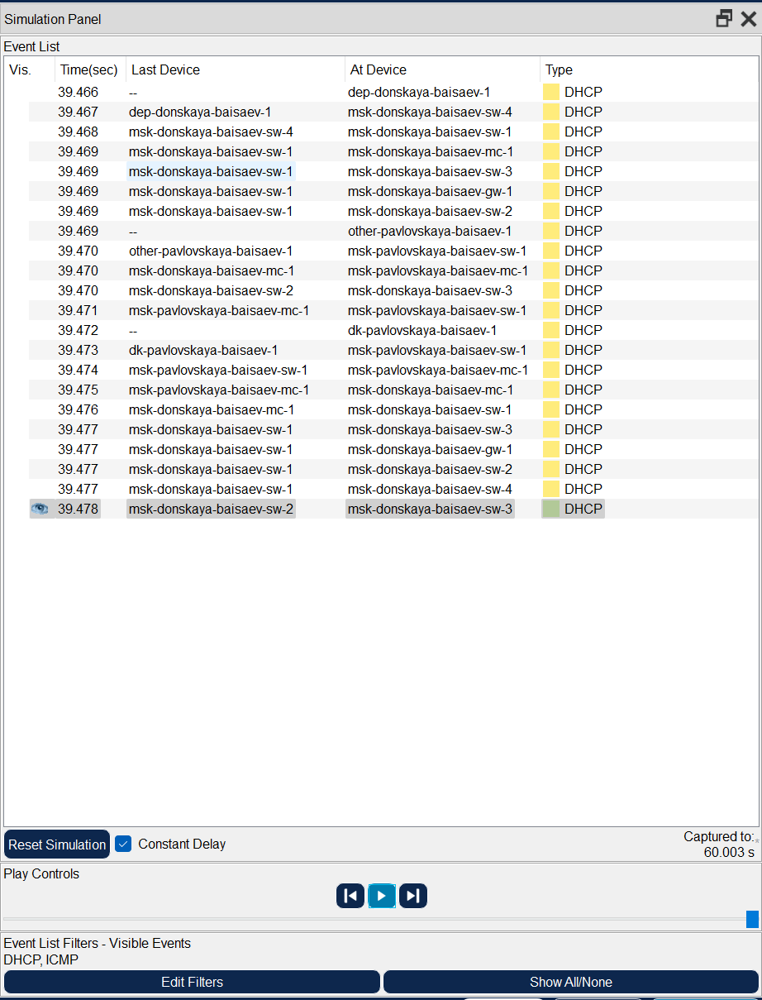 Simulation Panel
Event List
Vis. Time(sec) Last Device At Device Type
39.466 -- dep-donskaya-baisaev-1 DHCP
39.467 dep-donskaya-baisaev-1 msk-donskaya-baisaev-sw-4 DHCP
39.468 msk-donskaya-baisaev-sw-4 msk-donskaya-baisaev-sw-1 DHCP
39.469 msk-donskaya-baisaev-sw-1 msk-donskaya-baisaev-mc-1 DHCP
39.469 msk-donskaya-baisaev-sw-1 msk-donskaya-baisaev-sw-3 DHCP
39.469 msk-donskaya-baisaev-sw-1 msk-donskaya-baisaev-gw-1 DHCP
39.469 msk-donskaya-baisaev-sw-1 msk-donskaya-baisaev-sw-2 DHCP
39.469 -- other-pavlovskaya-baisaev-1 DHCP
39.470 other-pavlovskaya-baisaev-1 msk-pavlovskaya-baisaev-sw-1 DHCP
39.470 msk-donskaya-baisaev-mc-1 msk-pavlovskaya-baisaev-mc-1 DHCP
39.470 msk-donskaya-baisaev-sw-2 msk-donskaya-baisaev-sw-3 DHCP
39.471 msk-pavlovskaya-baisaev-mc-1 msk-pavlovskaya-baisaev-sw-1 DHCP
39.472 -- dk-pavlovskaya-baisaev-1 DHCP
39.473 dk-pavlovskaya-baisaev-1 msk-pavlovskaya-baisaev-sw-1 DHCP
39.474 msk-pavlovskaya-baisaev-sw-1 msk-pavlovskaya-baisaev-mc-1 DHCP
39.475 msk-pavlovskaya-baisaev-mc-1 msk-donskaya-baisaev-mc-1 DHCP
39.476 msk-donskaya-baisaev-mc-1 msk-donskaya-baisaev-sw-1 DHCP
39.477 msk-donskaya-baisaev-sw-1 msk-donskaya-baisaev-sw-3 DHCP
39.477 msk-donskaya-baisaev-sw-1 msk-donskaya-baisaev-gw-1 DHCP
39.477 msk-donskaya-baisaev-sw-1 msk-donskaya-baisaev-sw-2 DHCP
39.477 msk-donskaya-baisaev-sw-1 msk-donskaya-baisaev-sw-4 DHCP
39.478 msk-donskaya-baisaev-sw-2 msk-donskaya-baisaev-sw-3 DHCP
Reset Simulation Constant Delay Captured to:*
60.003 s
Play Controls
Event List Filters - Visible Events
DHCP, ICMP
Edit Filters Show All/None